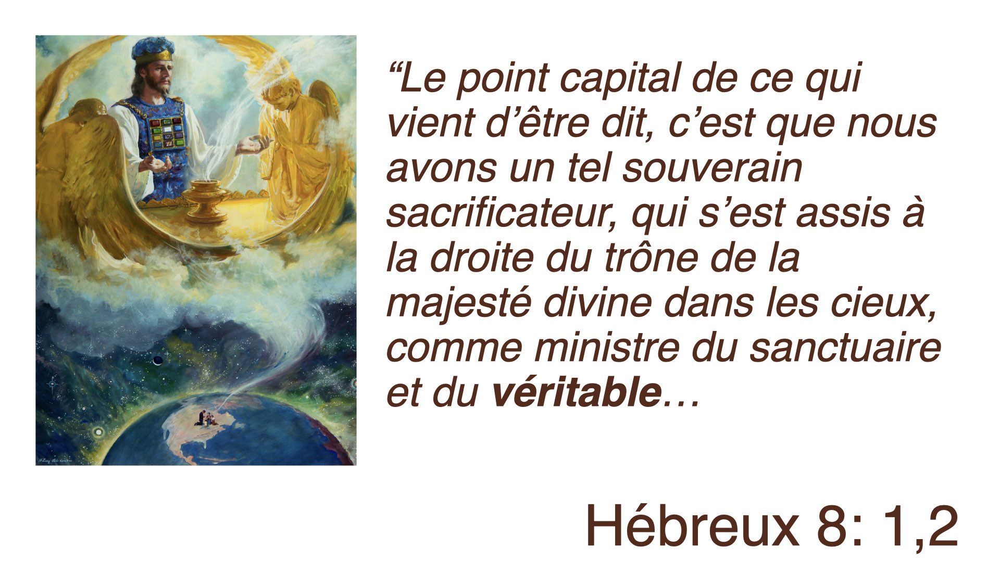 “Le point capital de ce qui
vient d’être dit, c’est que nous
avons un tel souverain
sacrificateur, qui s’est assis à
la droite du trône de la
majesté divine dans les cieux,
comme ministre du sanctuaire
et du véritable…
Hébreux 8: 1,2